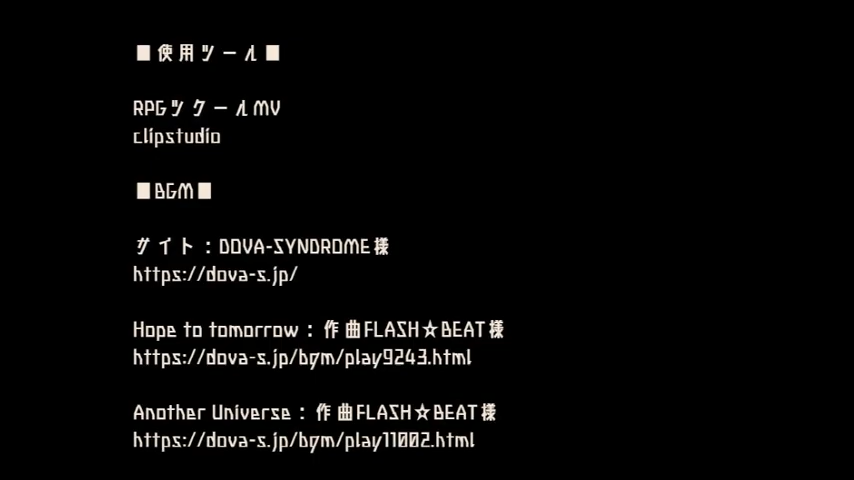 ■使用ツール■
RPGツクールMV
clipstudio
■BGM■
サイト：DOVA-SYNDROME様
https://dova-s.jp/
Hope to tomorrow：作曲FLASH☆BEAT様
https://dova-s.jp/bgm/play9243.html
Another Universe：作曲FLASH☆BEAT様
https://dova-s.jp/bgm/play11002.html